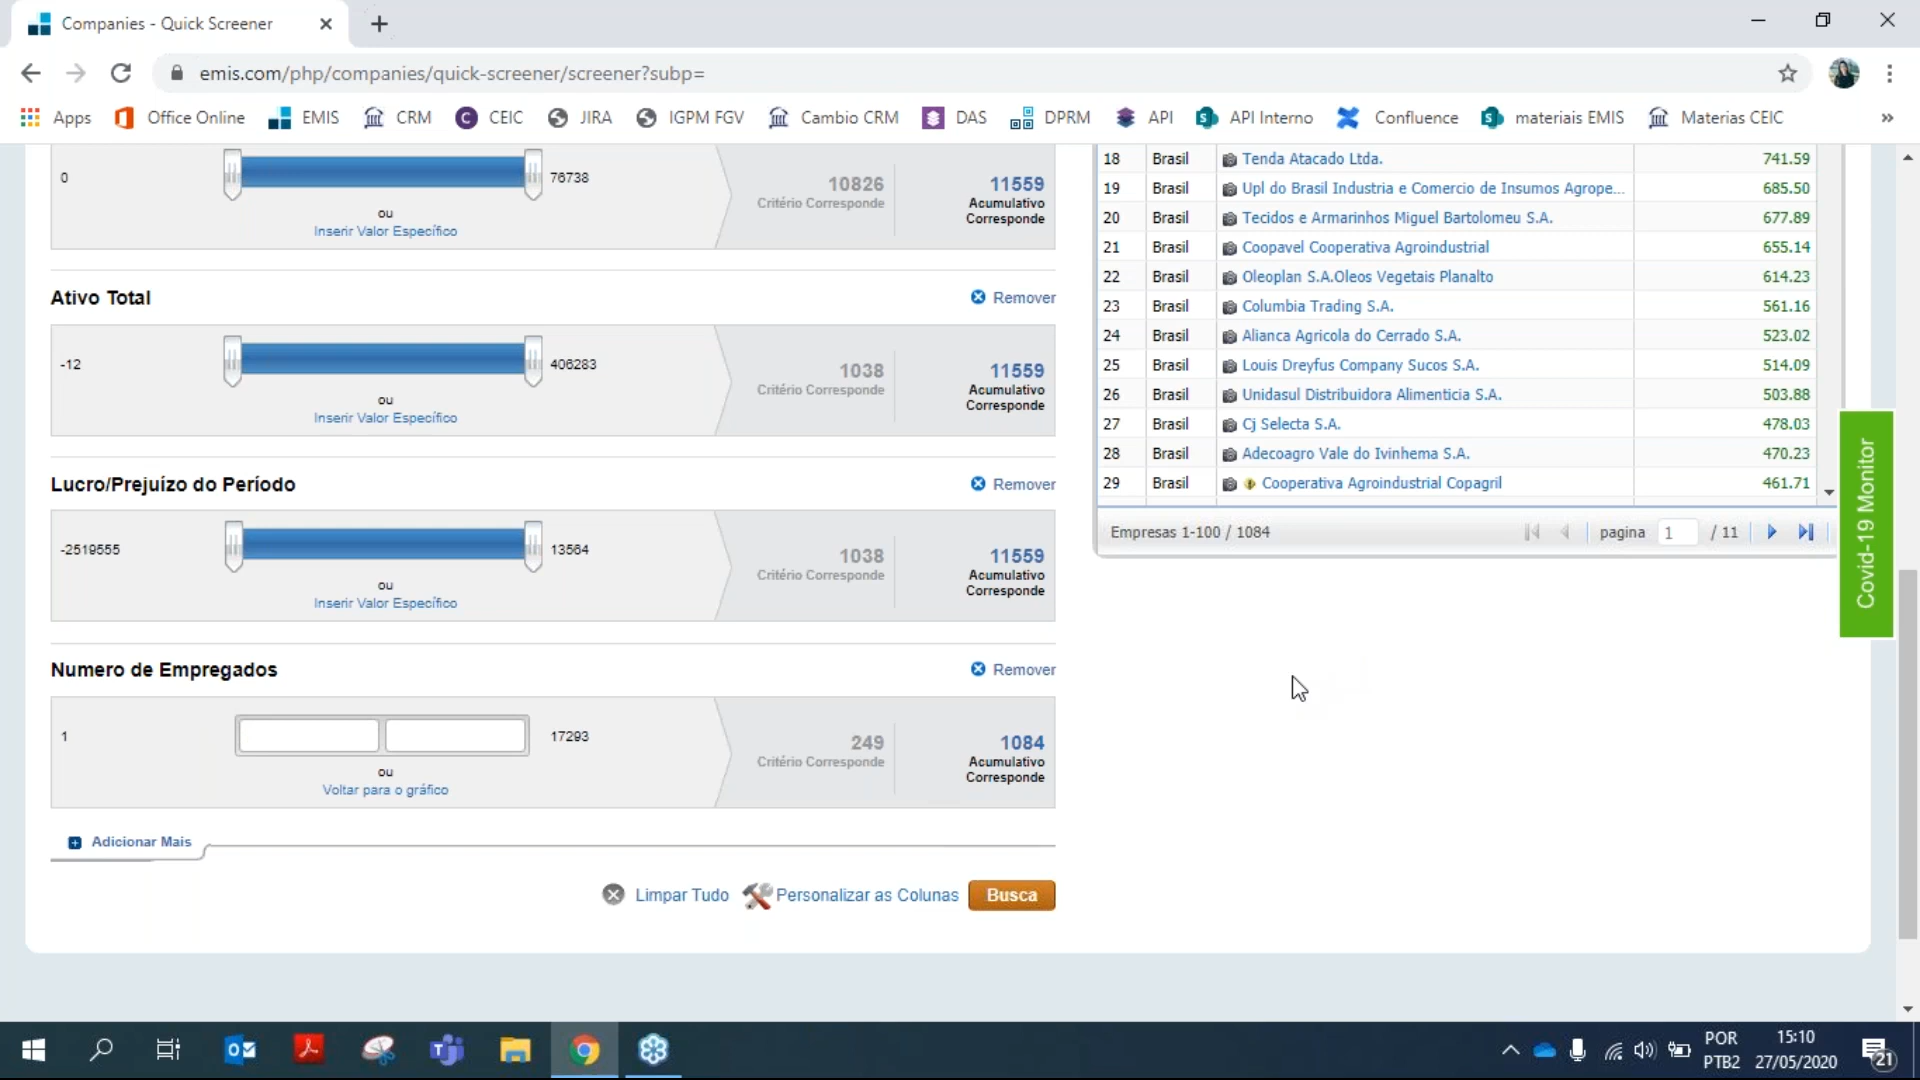 Companies - Quick Screener
emis.com/php/companies/quick-screener/screener?subp=
Apps Office Online EMIS CRM CEIC JIRA IGPM FGV Cambio CRM DAS DPRM API API Interno Confluence materiais EMIS Materias CEIC »
0 76738
ou
Inserir Valor Específico
10826
Critério Corresponde
11559
Acumulativo
Corresponde
Ativo Total
Remover
-12 406283
ou
Inserir Valor Específico
1038
Critério Corresponde
11559
Acumulativo
Corresponde
Lucro/Prejuízo do Período
Remover
-2519555 13564
ou
Inserir Valor Específico
1038
Critério Corresponde
11559
Acumulativo
Corresponde
Numero de Empregados
Remover
1 17293
ou
Voltar para o gráfico
249
Critério Corresponde
1084
Acumulativo
Corresponde
Adicionar Mais
Limpar Tudo Personalizar as Colunas Busca
18 Brasil Tenda Atacado Ltda. 741.59
19 Brasil Upl do Brasil Industria e Comercio de Insumos Agrope... 685.50
20 Brasil Tecidos e Armarinhos Miguel Bartolomeu S.A. 677.89
21 Brasil Coopavel Cooperativa Agroindustrial 655.14
22 Brasil Oleoplan S.A.Oleos Vegetais Planalto 614.23
23 Brasil Columbia Trading S.A. 561.16
24 Brasil Alianca Agricola do Cerrado S.A. 523.02
25 Brasil Louis Dreyfus Company Sucos S.A. 514.09
26 Brasil Unidasul Distribuidora Alimenticia S.A. 503.88
27 Brasil Cj Selecta S.A. 478.03
28 Brasil Adecoagro Vale do Ivinhema S.A. 470.23
29 Brasil Cooperativa Agroindustrial Copagril 461.71
Empresas 1-100 / 1084 pagina 1 / 11
Covid-19 Monitor
POR
PTB2
15:10
27/05/2020
21